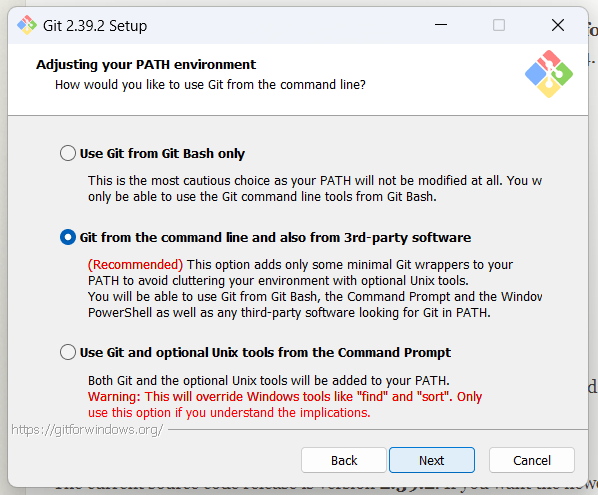 Git 2.39.2 Setup
Adjusting your PATH environment
How would you like to use Git from the command line?
Use Git from Git Bash only
This is the most cautious choice as your PATH will not be modified at all. You w
only be able to use the Git command line tools from Git Bash.
Git from the command line and also from 3rd-party software
(Recommended) This option adds only some minimal Git wrappers to your
PATH to avoid cluttering your environment with optional Unix tools.
You will be able to use Git from Git Bash, the Command Prompt and the Window
PowerShell as well as any third-party software looking for Git in PATH.
Use Git and optional Unix tools from the Command Prompt
Both Git and the optional Unix tools will be added to your PATH.
Warning: This will override Windows tools like "find" and "sort". Only
use this option if you understand the implications.
https://gitforwindows.org/
Back Next Cancel